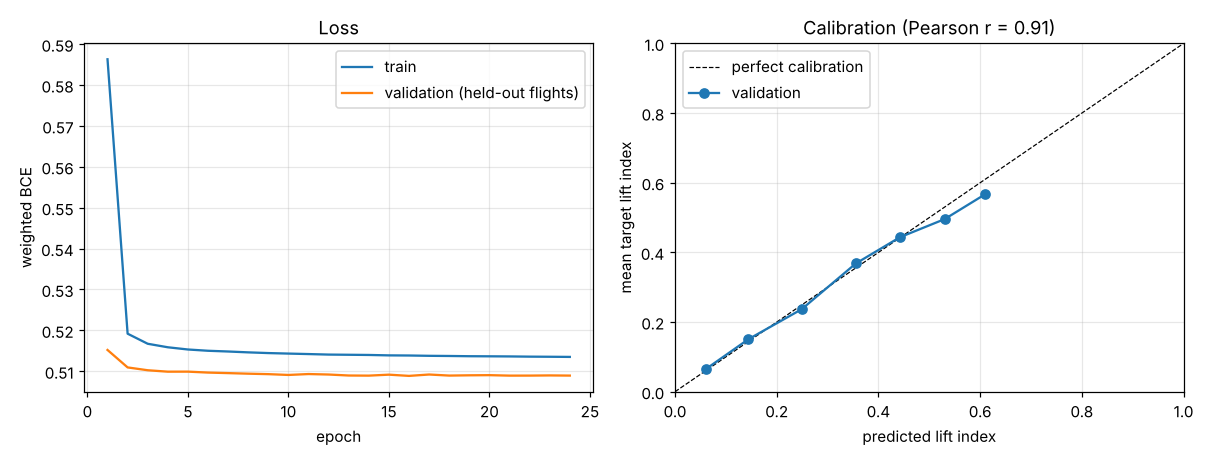 Loss
0.59
0.58
0.57
0.56
0.55
0.54
0.53
0.52
0.51
weighted BCE
train
validation (held-out flights)
0
5
10
15
20
25
epoch
Calibration (Pearson r = 0.91)
1.0
0.8
0.6
0.4
0.2
0.0
mean target lift index
perfect calibration
validation
0.0
0.2
0.4
0.6
0.8
1.0
predicted lift index